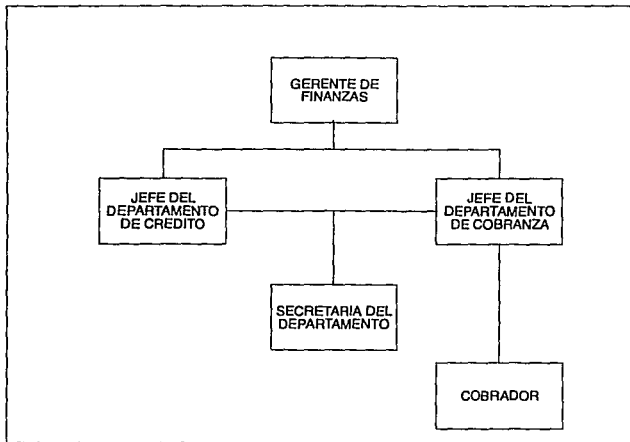 GERENTE DE
FINANZAS
JEFE DEL
DEPARTAMENTO
DE CREDITO
JEFE DEL
DEPARTAMENTO
DE COBRANZA
SECRETARIA DEL
DEPARTAMENTO
COBRADOR